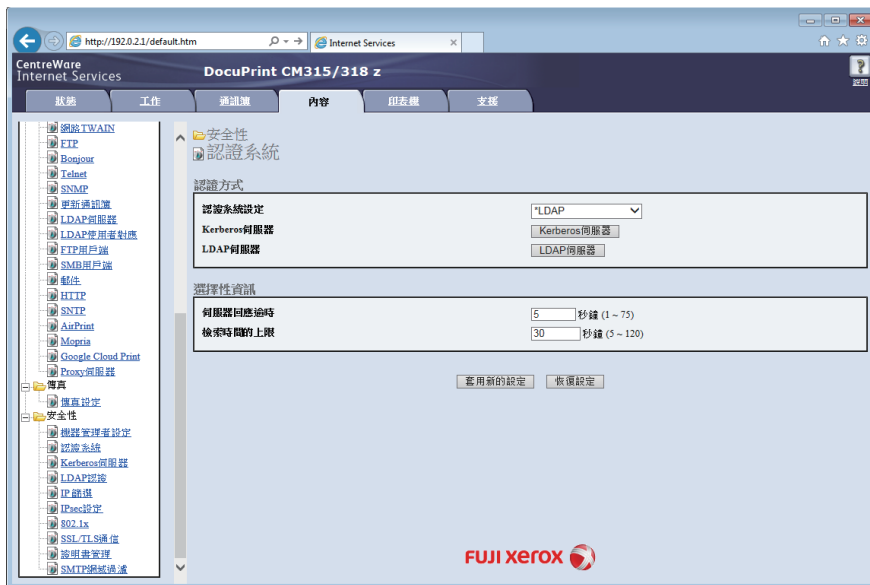 http://192.0.2.1/default.htm
Internet Services
CentreWare
Internet Services
DocuPrint CM315/318 z
說明
狀態
工作
通訊簿
內容
印表機
支援
網路TWAIN
FTP
Bonjour
Telnet
SNMP
更新通訊簿
LDAP伺服器
LDAP使用者對應
FTP用戶端
SMB用戶端
郵件
HTTP
SNTP
AirPrint
Mopria
Google Cloud Print
Proxy伺服器
傳真
傳真設定
安全性
機器管理者設定
認證系統
Kerberos伺服器
LDAP認證
IP篩選
IPsec設定
802.1x
SSL/TLS通信
證明書管理
SMTP網域過濾
安全性
認證系統
認證方式
認證系統設定 *LDAP
Kerberos伺服器 Kerberos伺服器
LDAP伺服器 LDAP伺服器
選擇性資訊
伺服器回應逾時 5 秒鐘 (1 ~ 75)
檢索時間的上限 30 秒鐘 (5 ~ 120)
套用新的設定 恢復設定
FUJI xerox